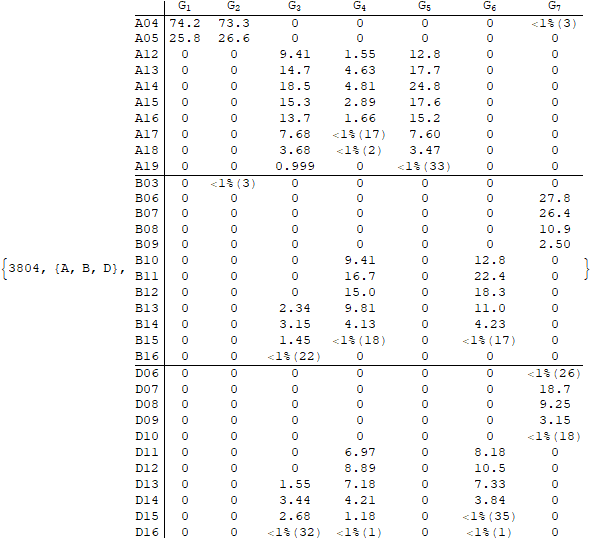 G₁ G₂ G₃ G₄ G₅ G₆ G₇
A04 74.2 73.3 0 0 0 0 <1%(3)
A05 25.8 26.6 0 0 0 0 0
A12 0 0 9.41 1.55 12.8 0 0
A13 0 0 14.7 4.63 17.7 0 0
A14 0 0 18.5 4.81 24.8 0 0
A15 0 0 15.3 2.89 17.6 0 0
A16 0 0 13.7 1.66 15.2 0 0
A17 0 0 7.68 <1%(17) 7.60 0 0
A18 0 0 3.68 <1%(2) 3.47 0 0
A19 0 0 0.999 0 <1%(33) 0 0
B03 0 <1%(3) 0 0 0 0 0
B06 0 0 0 0 0 0 27.8
B07 0 0 0 0 0 0 26.4
B08 0 0 0 0 0 0 10.9
B09 0 0 0 0 0 0 2.50
B10 0 0 0 9.41 0 12.8 0
{3804, {A, B, D}, B11 0 0 0 16.7 0 22.4 0 }
B12 0 0 0 15.0 0 18.3 0
B13 0 0 2.34 9.81 0 11.0 0
B14 0 0 3.15 4.13 0 4.23 0
B15 0 0 1.45 <1%(18) 0 <1%(17) 0
B16 0 0 <1%(22) 0 0 0 0
D06 0 0 0 0 0 0 <1%(26)
D07 0 0 0 0 0 0 18.7
D08 0 0 0 0 0 0 9.25
D09 0 0 0 0 0 0 3.15
D10 0 0 0 0 0 0 <1%(18)
D11 0 0 0 6.97 0 8.18 0
D12 0 0 0 8.89 0 10.5 0
D13 0 0 1.55 7.18 0 7.33 0
D14 0 0 3.44 4.21 0 3.84 0
D15 0 0 2.68 1.18 0 <1%(35) 0
D16 0 0 <1%(32) <1%(1) 0 <1%(1) 0